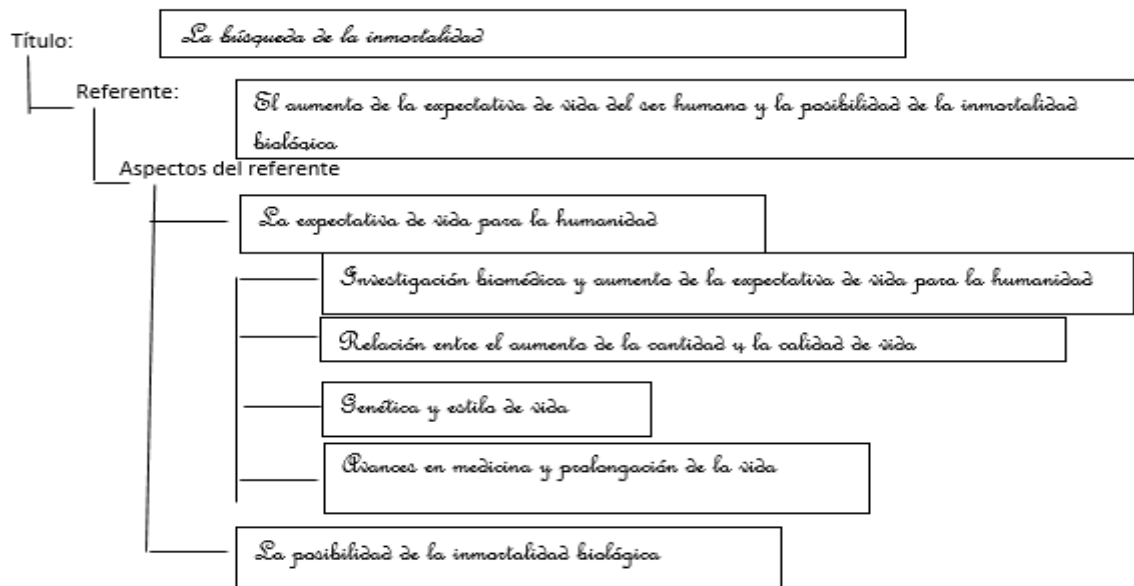 Título:
La búsqueda de la inmortalidad
Referente:
El aumento de la expectativa de vida del ser humano y la posibilidad de la inmortalidad
biológica
Aspectos del referente
La expectativa de vida para la humanidad
Investigación biomédica y aumento de la expectativa de vida para la humanidad
Relación entre el aumento de la cantidad y la calidad de vida
Genética y estilo de vida
Avances en medicina y prolongación de la vida
La posibilidad de la inmortalidad biológica